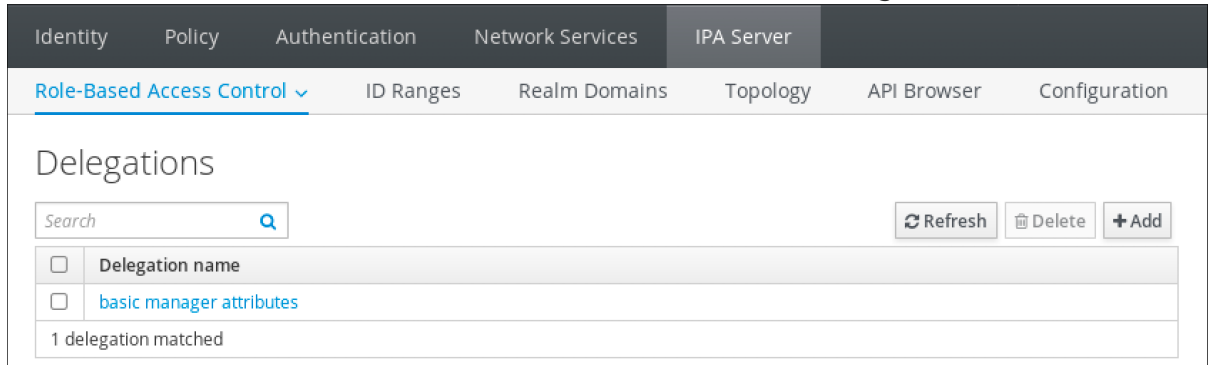 Identity Policy Authentication Network Services IPA Server
Role-Based Access Control ID Ranges Realm Domains Topology API Browser Configuration
Delegations
Search Refresh Delete Add
Delegation name
basic manager attributes
1 delegation matched